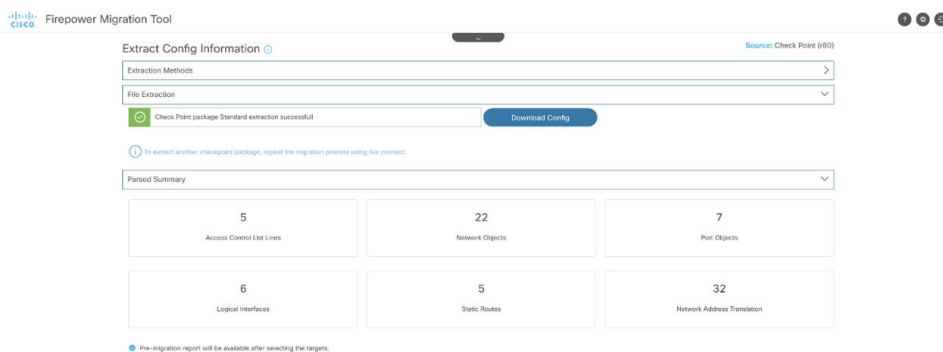 CISCO
Firepower Migration Tool
?
Extract Config Information
Source: Check Point (r80)
Extraction Methods
File Extraction
Check Point package Standard extraction successfull
Download Config
To extract another checkpoint package, repeat the migration process using live connect.
Parsed Summary
5
Access Control List Lines
22
Network Objects
7
Port Objects
6
Logical Interfaces
5
Static Routes
32
Network Address Translation
Pre-migration report will be available after selecting the targets.